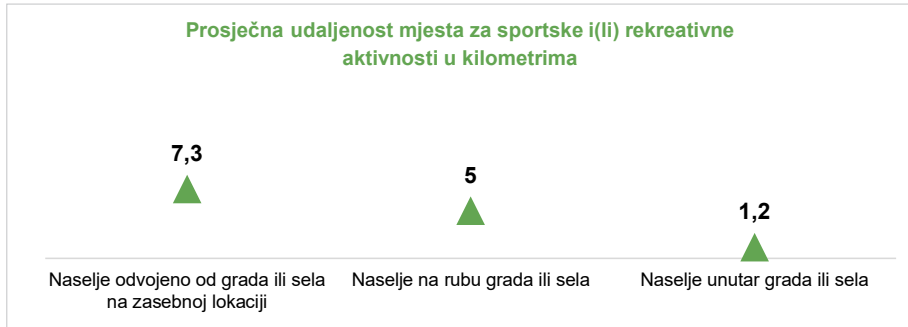 Prosječna udaljenost mjesta za sportske i(li) rekreativne
aktivnosti u kilometrima
7,3
5
1,2
Naselje odvojeno od grada ili sela
na zasebnoj lokaciji
Naselje na rubu grada ili sela
Naselje unutar grada ili sela